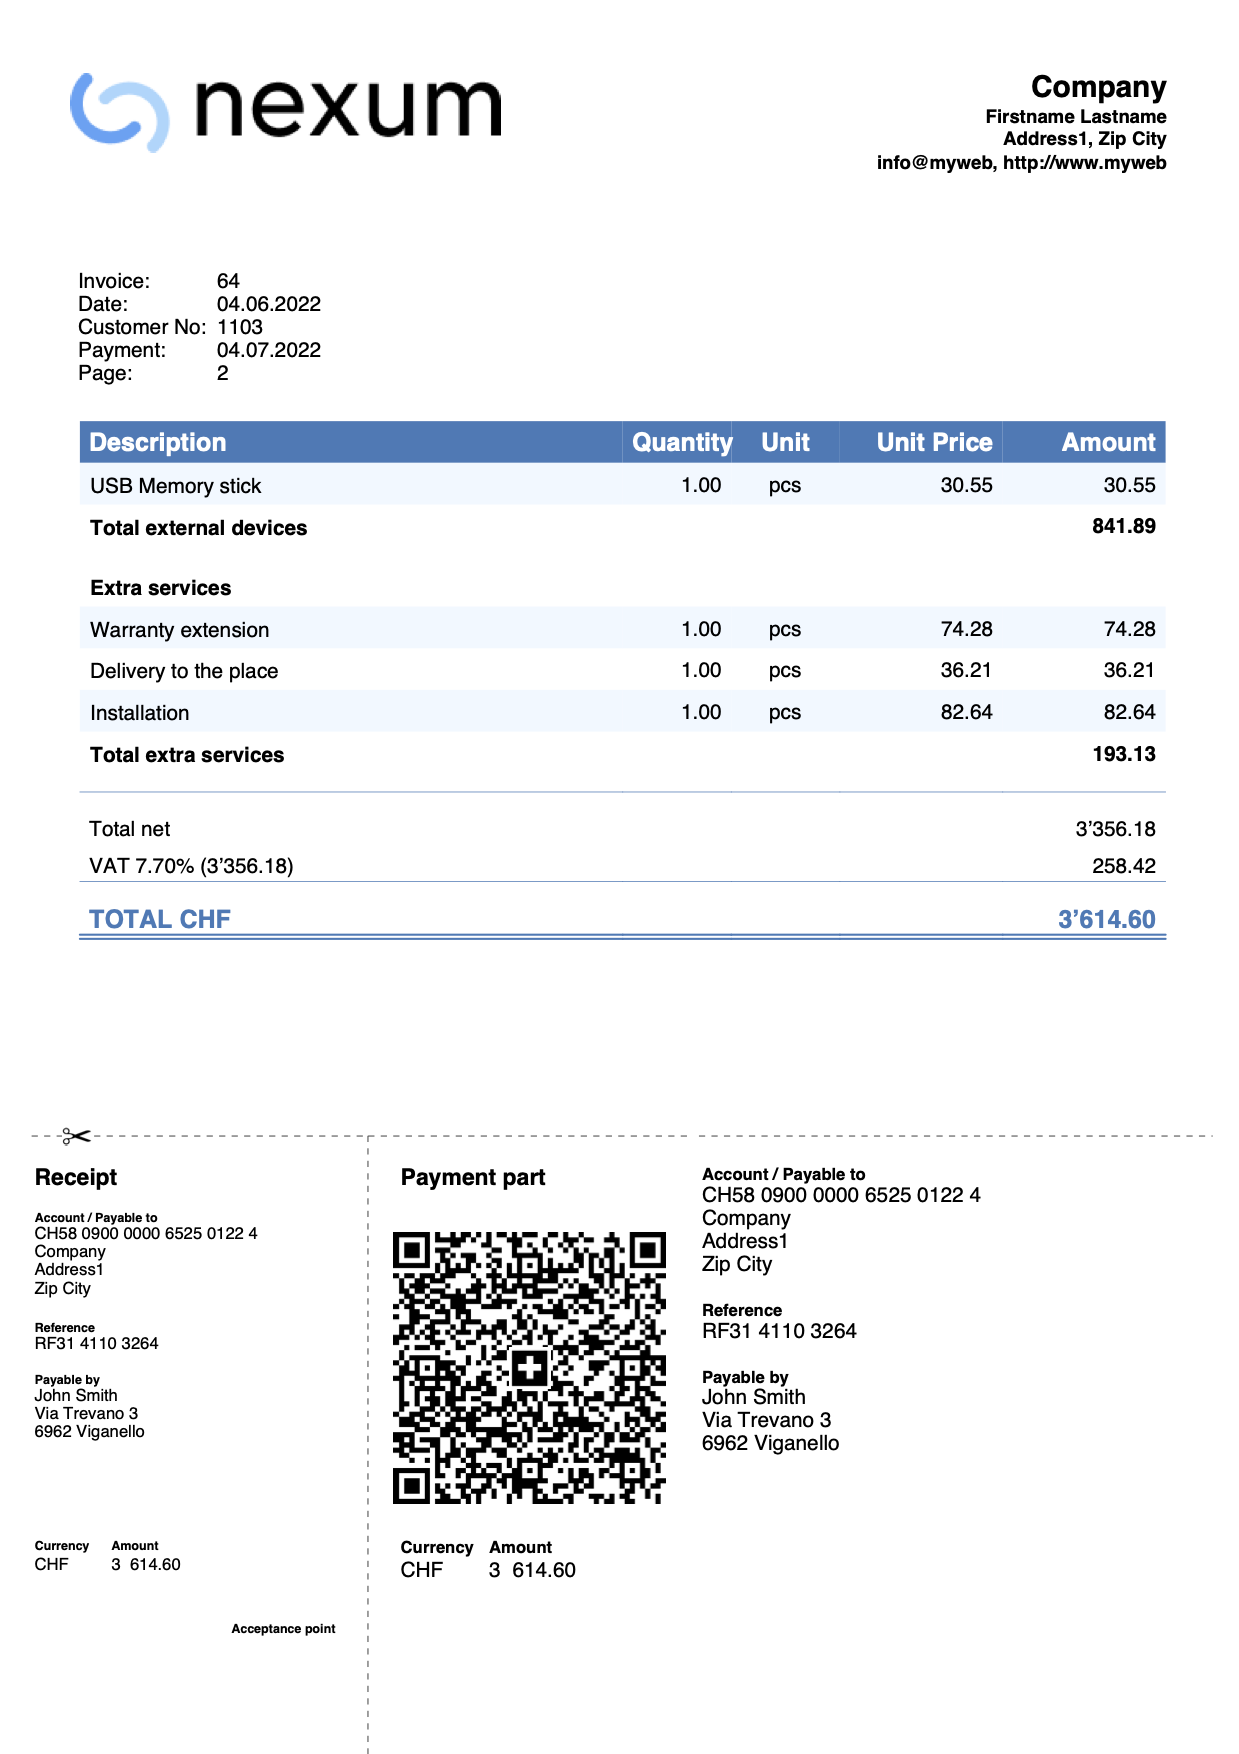 nexum
Company
Firstname Lastname
Address1, Zip City
info@myweb, http://www.myweb
Invoice: 64
Date: 04.06.2022
Customer No: 1103
Payment: 04.07.2022
Page: 2
Description Quantity Unit Unit Price Amount
USB Memory stick 1.00 pcs 30.55 30.55
Total external devices 841.89
Extra services
Warranty extension 1.00 pcs 74.28 74.28
Delivery to the place 1.00 pcs 36.21 36.21
Installation 1.00 pcs 82.64 82.64
Total extra services 193.13
Total net 3’356.18
VAT 7.70% (3’356.18) 258.42
TOTAL CHF 3’614.60
Receipt
Account / Payable to
CH58 0900 0000 6525 0122 4
Company
Address1
Zip City
Reference
RF31 4110 3264
Payable by
John Smith
Via Trevano 3
6962 Viganello
Currency Amount
CHF 3 614.60
Acceptance point
Payment part
Currency Amount
CHF 3 614.60
Account / Payable to
CH58 0900 0000 6525 0122 4
Company
Address1
Zip City
Reference
RF31 4110 3264
Payable by
John Smith
Via Trevano 3
6962 Viganello